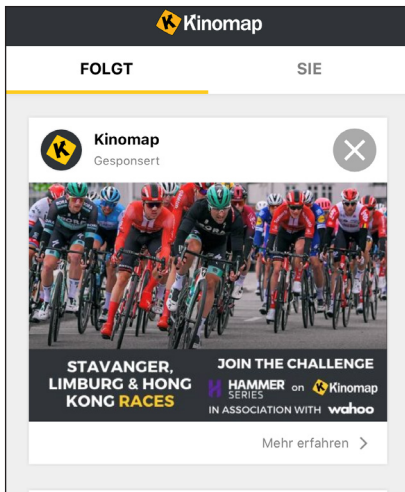 Kinomap
FOLGT
SIE
Kinomap
Gesponsert
STAVANGER,
LIMBURG & HONG
KONG RACES
JOIN THE CHALLENGE
HAMMER SERIES on Kinomap
IN ASSOCIATION WITH wahoo
Mehr erfahren